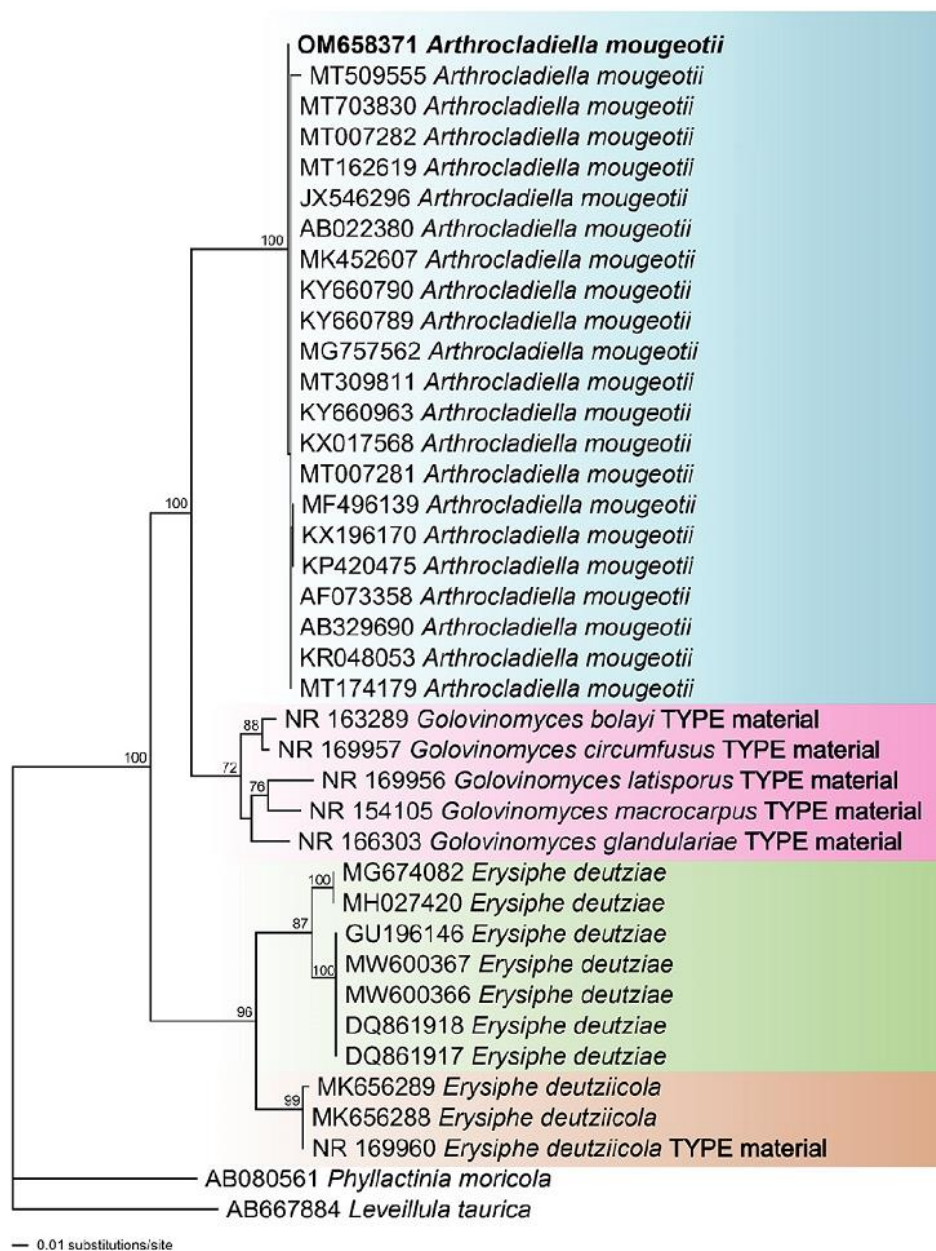 OM658371 Arthrocladiella mougeotii
MT509555 Arthrocladiella mougeotii
MT703830 Arthrocladiella mougeotii
MT007282 Arthrocladiella mougeotii
MT162619 Arthrocladiella mougeotii
JX546296 Arthrocladiella mougeotii
AB022380 Arthrocladiella mougeotii
100
MK452607 Arthrocladiella mougeotii
KY660790 Arthrocladiella mougeotii
KY660789 Arthrocladiella mougeotii
MG757562 Arthrocladiella mougeotii
MT309811 Arthrocladiella mougeotii
KY660963 Arthrocladiella mougeotii
KX017568 Arthrocladiella mougeotii
MT007281 Arthrocladiella mougeotii
100
MF496139 Arthrocladiella mougeotii
KX196170 Arthrocladiella mougeotii
KP420475 Arthrocladiella mougeotii
AF073358 Arthrocladiella mougeotii
AB329690 Arthrocladiella mougeotii
KR048053 Arthrocladiella mougeotii
MT174179 Arthrocladiella mougeotii
88 NR 163289 Golovinomyces bolayi TYPE material
100
72
NR 169957 Golovinomyces circumfusus TYPE material
76 NR 169956 Golovinomyces latisporus TYPE material
NR 154105 Golovinomyces macrocarpus TYPE material
NR 166303 Golovinomyces glandulariae TYPE material
100 MG674082 Erysiphe deutziae
MH027420 Erysiphe deutziae
87
GU196146 Erysiphe deutziae
MW600367 Erysiphe deutziae
100
MW600366 Erysiphe deutziae
96
DQ861918 Erysiphe deutziae
DQ861917 Erysiphe deutziae
MK656289 Erysiphe deutziicola
99
MK656288 Erysiphe deutziicola
NR 169960 Erysiphe deutziicola TYPE material
AB080561 Phyllactinia moricola
AB667884 Leveillula taurica
0.01 substitutions/site